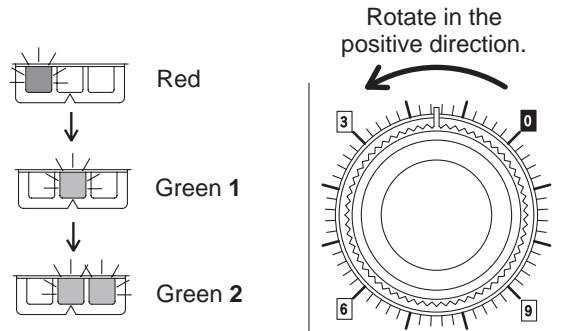 Rotate in the
positive direction.
Red
Green 1
Green 2
3
0
6
9